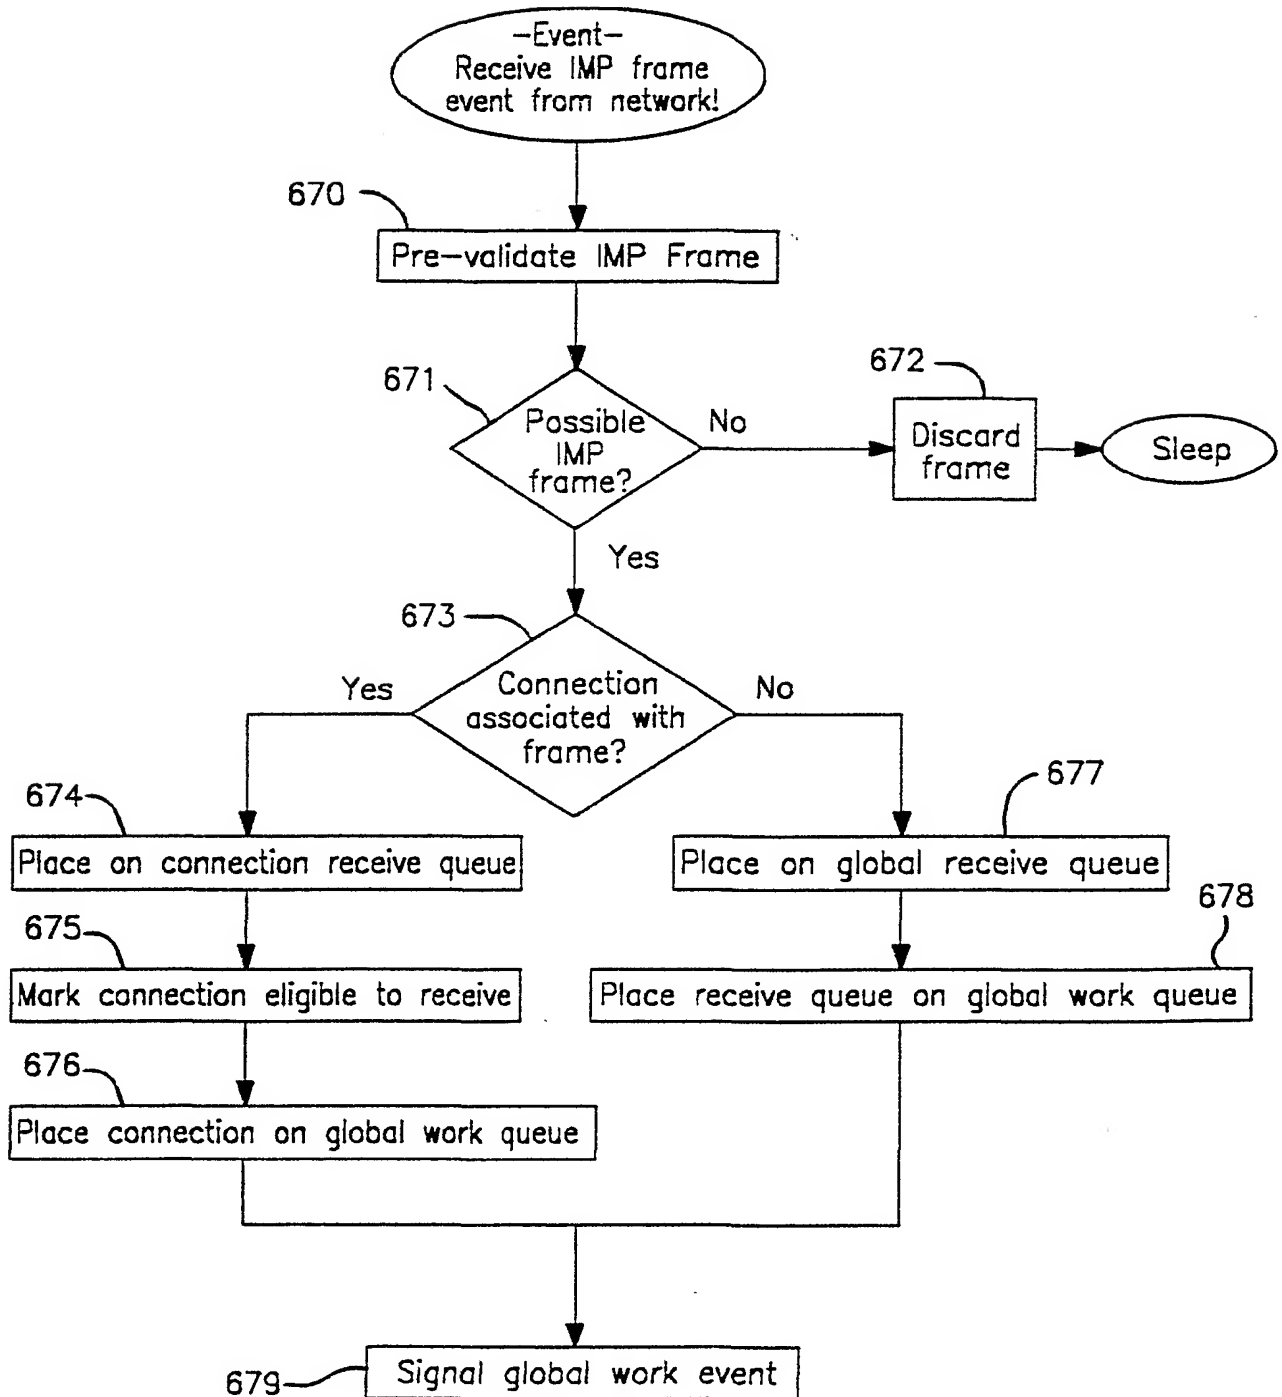 -Event-
Receive IMP frame
event from network!
670
Pre-validate IMP Frame
671
Possible
IMP
frame?
No
672
Discard
frame
Sleep
Yes
673
Connection
associated with
frame?
Yes
No
674
Place on connection receive queue
677
Place on global receive queue
675
Mark connection eligible to receive
678
Place receive queue on global work queue
676
Place connection on global work queue
679
Signal global work event